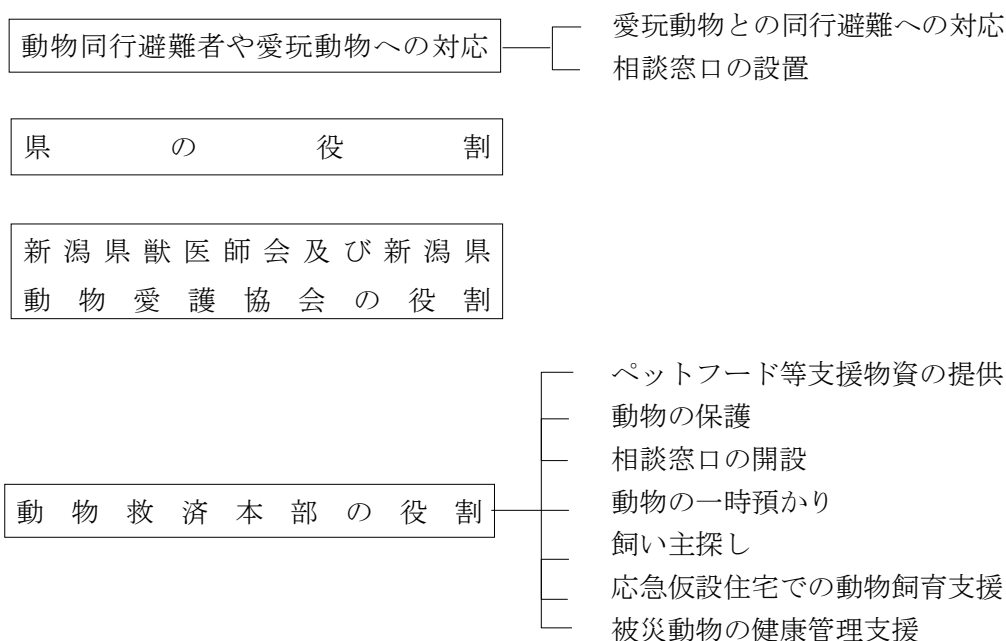 動物同行避難者や愛玩動物への対応
愛玩動物との同行避難への対応
相談窓口の設置
県の役割
新潟県獣医師会及び新潟県
動物愛護協会の役割
動物救済本部の役割
ペットフード等支援物資の提供
動物の保護
相談窓口の開設
動物の一時預かり
飼い主探し
応急仮設住宅での動物飼育支援
被災動物の健康管理支援